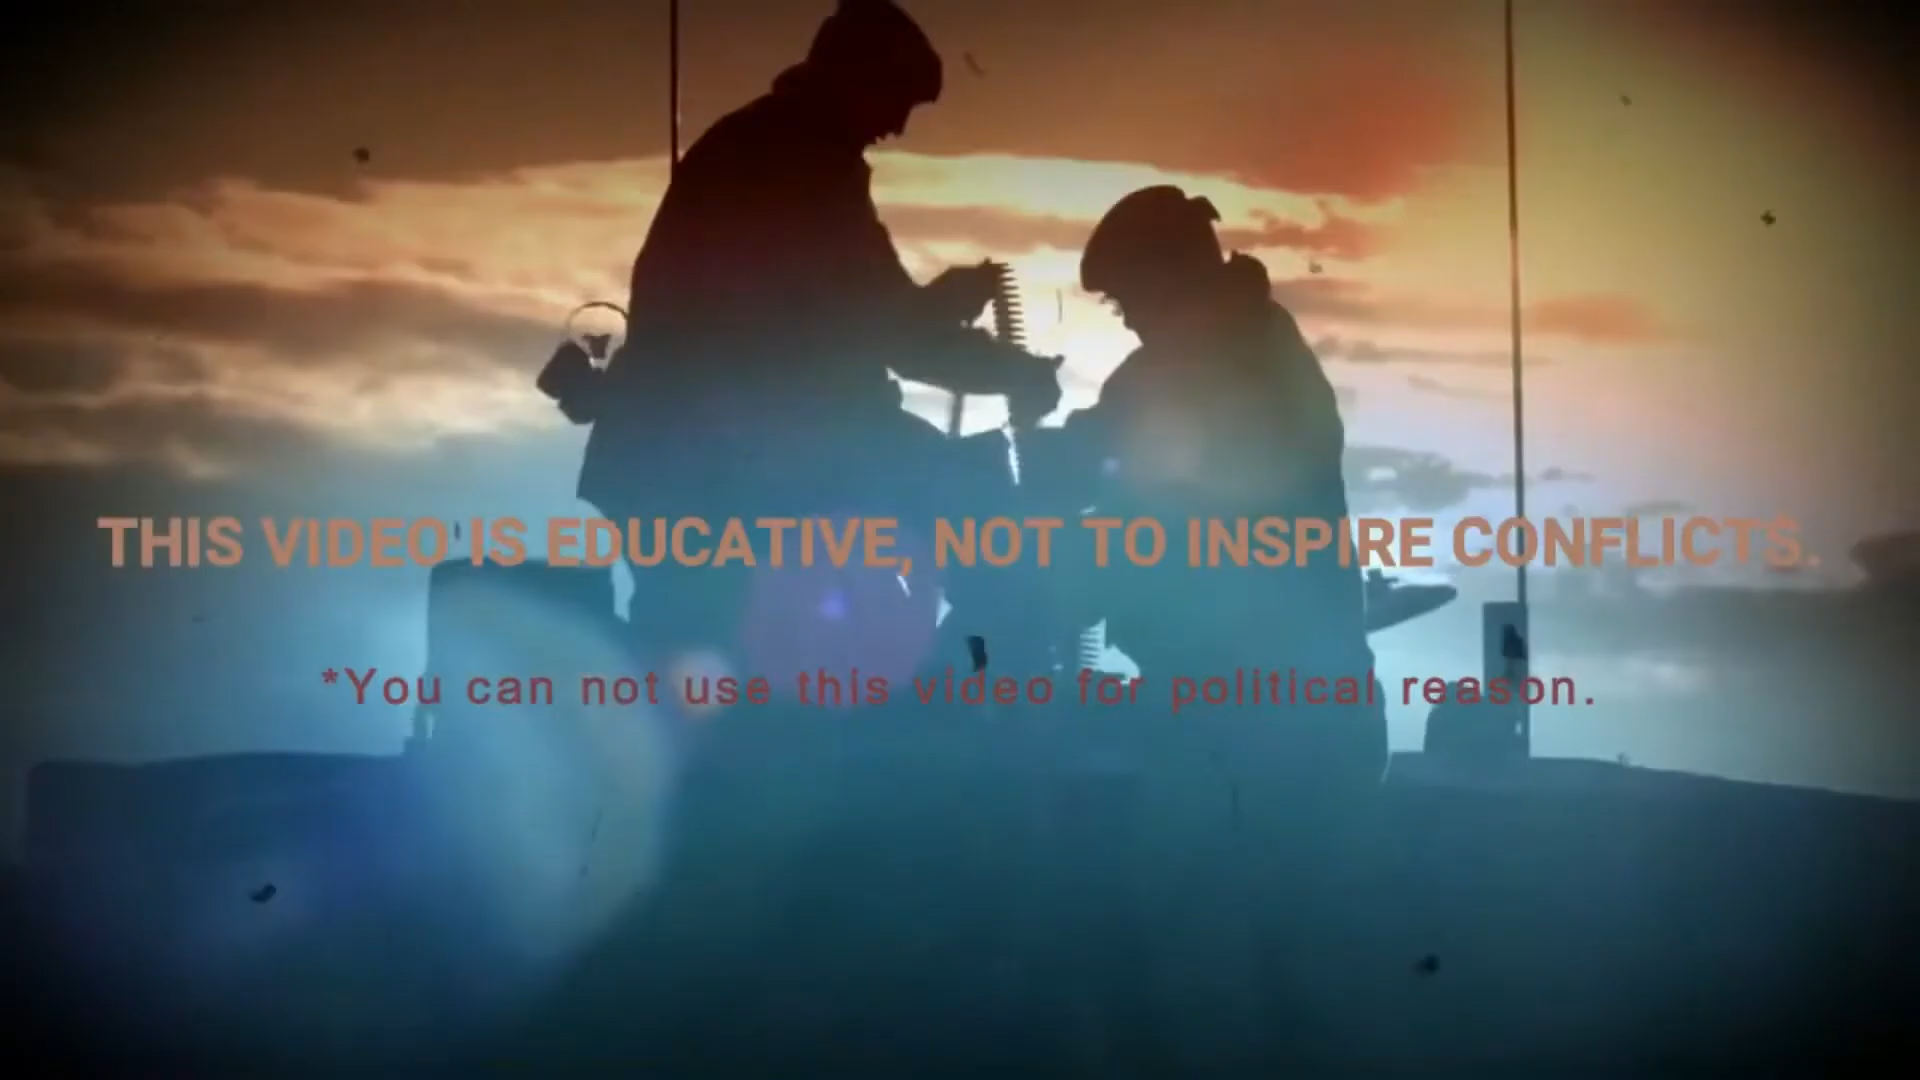 THIS VIDEO IS EDUCATIVE, NOT TO INSPIRE CONFLICTS.
*You can not use this video for political reason.